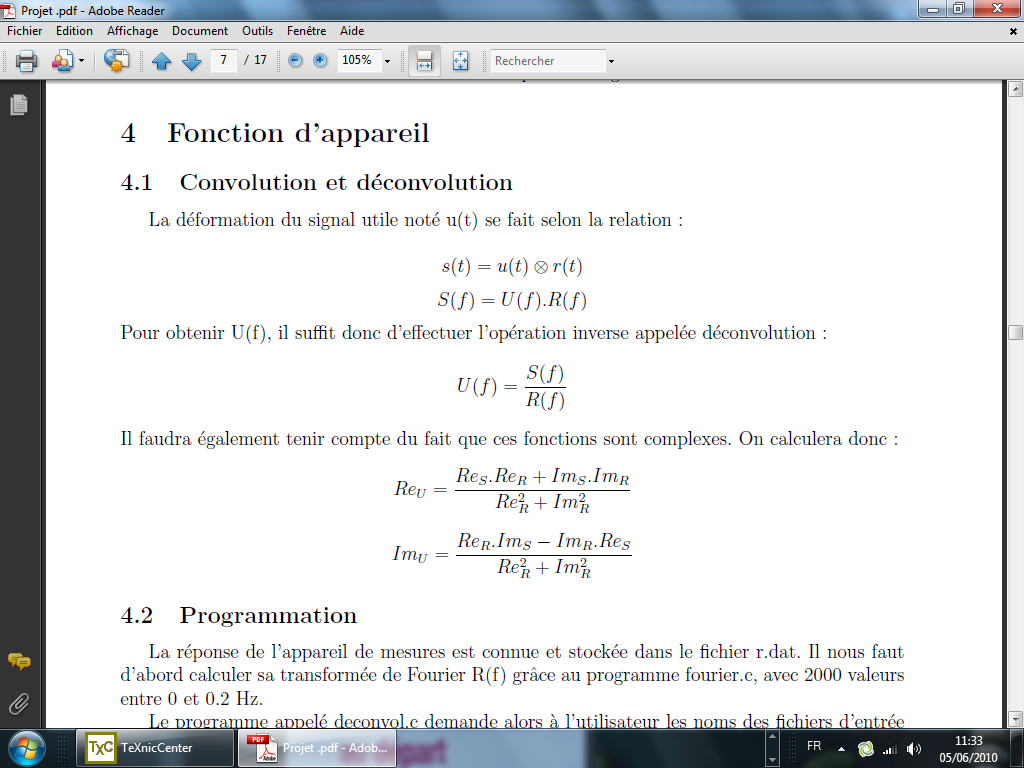 Projet .pdf - Adobe Reader
Fichier Edition Affichage Document Outils Fenêtre Aide
7 / 17 105% Rechercher
4 Fonction d'appareil
4.1 Convolution et déconvolution
La déformation du signal utile noté u(t) se fait selon la relation :
s(t) = u(t) ⊗ r(t)
S(f) = U(f).R(f)
Pour obtenir U(f), il suffit donc d'effectuer l'opération inverse appelée déconvolution :
U(f) = S(f) / R(f)
Il faudra également tenir compte du fait que ces fonctions sont complexes. On calculera donc :
Re_U = (Re_S.Re_R + Im_S.Im_R) / (Re_R^2 + Im_R^2)
Im_U = (Re_R.Im_S − Im_R.Re_S) / (Re_R^2 + Im_R^2)
4.2 Programmation
La réponse de l'appareil de mesures est connue et stockée dans le fichier r.dat. Il nous faut
d'abord calculer sa transformée de Fourier R(f) grâce au programme fourier.c, avec 2000 valeurs
entre 0 et 0.2 Hz.
Le programme appelé deconvol.c demande alors à l'utilisateur les noms des fichiers d'entrée
TXC TeXnicCenter PDF Adobe Projet .pdf - Adob... FR 11:33
05/06/2010